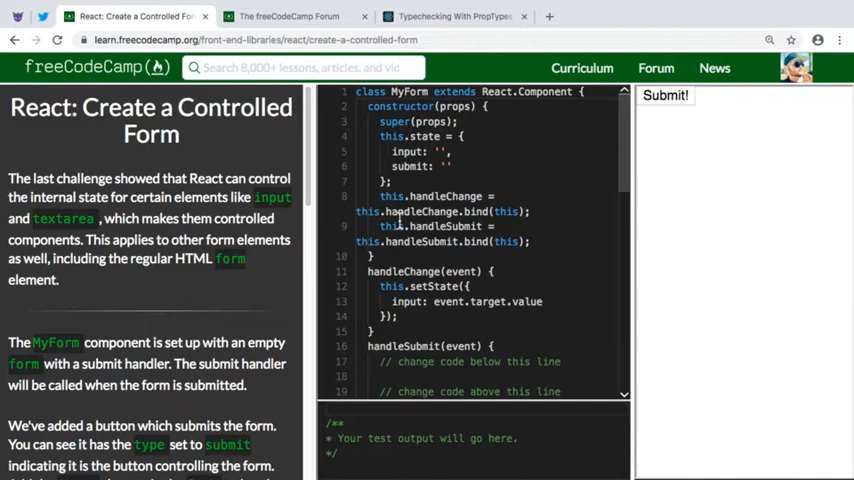 React: Create a Controlled For
The freeCodeCamp Forum
Typechecking With PropTypes
learn.freecodecamp.org/front-end-libraries/react/create-a-controlled-form
freeCodeCamp
Search 8,000+ lessons, articles, and vid
Curriculum
Forum
News
React: Create a Controlled
Form
The last challenge showed that React can control
the internal state for certain elements like input
and textarea , which makes them controlled
components. This applies to other form elements
as well, including the regular HTML form
element.
The MyForm component is set up with an empty
form with a submit handler. The submit handler
will be called when the form is submitted.
We've added a button which submits the form.
You can see it has the type set to submit
indicating it is the button controlling the form.
1 class MyForm extends React.Component {
2 constructor(props) {
3 super(props);
4 this.state = {
5 input: '',
6 submit: ''
7 };
8 this.handleChange =
this.handleChange.bind(this);
9 this.handleSubmit =
this.handleSubmit.bind(this);
10 }
11 handleChange(event) {
12 this.setState({
13 input: event.target.value
14 });
15 }
16 handleSubmit(event) {
17 // change code below this line
18
19 // change code above this line
/**
* Your test output will go here.
*/
Submit!